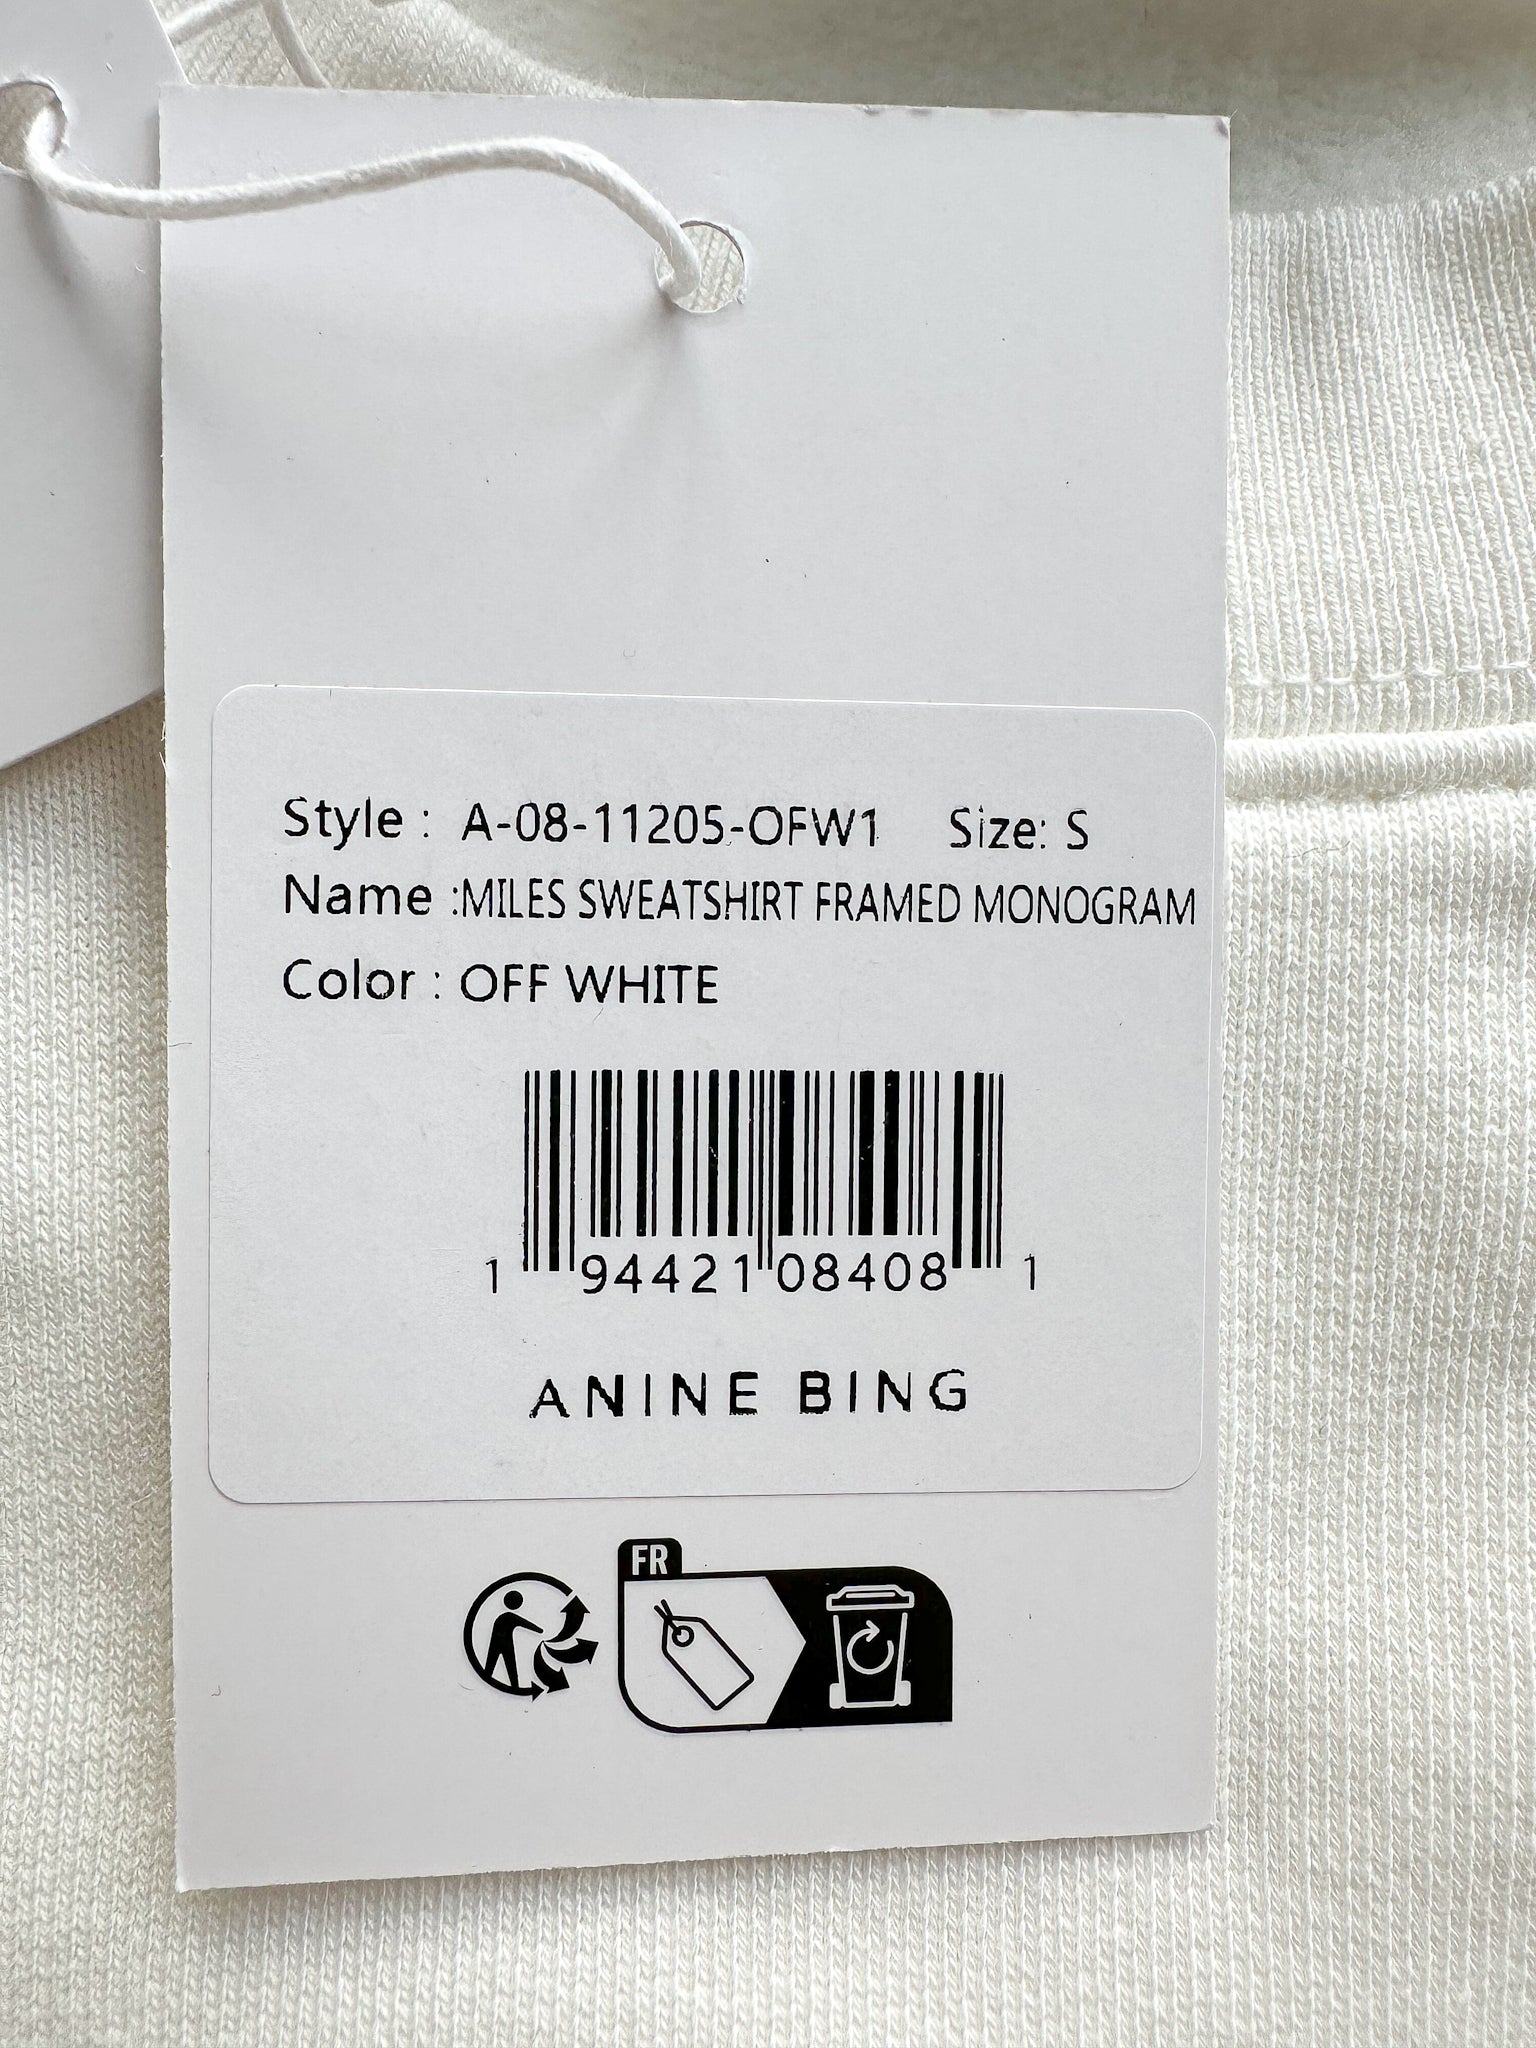 Style : A-08-11205-OFW1 Size: S
Name :MILES SWEATSHIRT FRAMED MONOGRAM
Color : OFF WHITE
1 94421 08408 1
ANINE BING
FR